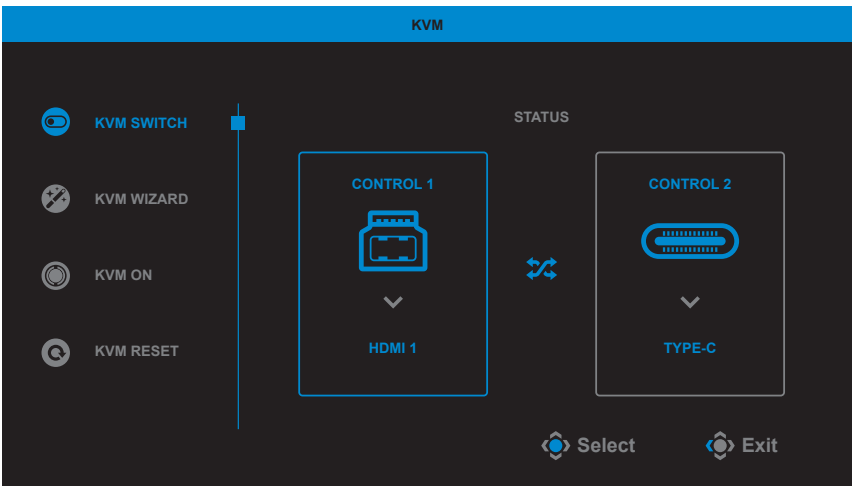 KVM
KVM SWITCH
KVM WIZARD
KVM ON
KVM RESET
STATUS
CONTROL 1
HDMI 1
CONTROL 2
TYPE-C
Select
Exit